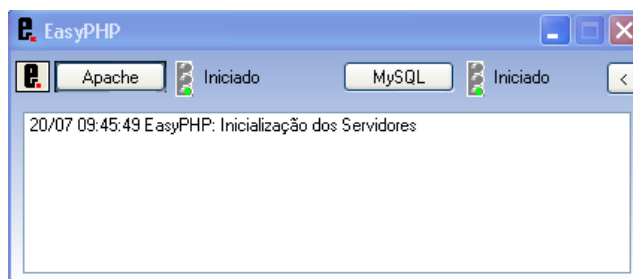 EasyPHP
Apache Iniciado MySQL Iniciado <
20/07 09:45:49 EasyPHP: Inicialização dos Servidores